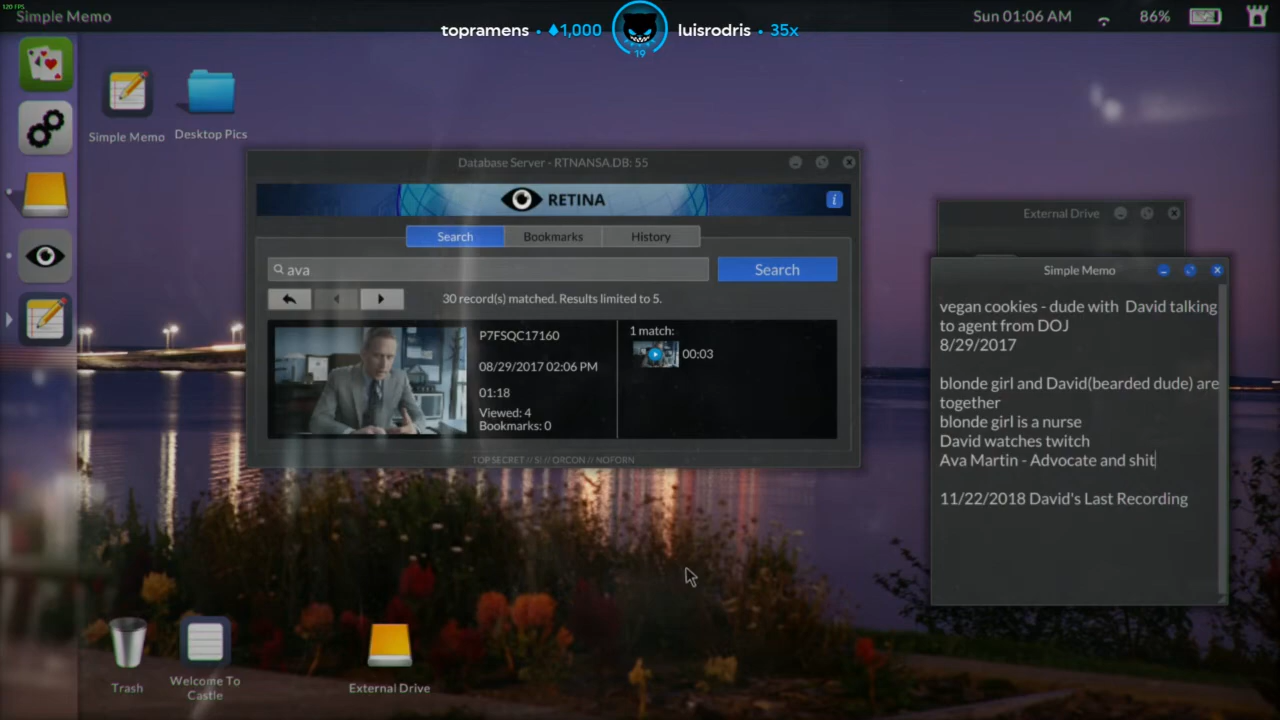 120 FPS
Simple Memo
topramens • 1,000
19
luisrodris • 35x
Sun 01:06 AM
86%
Simple Memo
Desktop Pics
Database Server - RTNANSA.DB: 55
RETINA
i
Search
Bookmarks
History
ava
Search
30 record(s) matched. Results limited to 5.
P7FSQC17160
08/29/2017 02:06 PM
01:18
Viewed: 4
Bookmarks: 0
1 match:
00:03
TOP SECRET // SI // ORCON // NOFORN
External Drive
Simple Memo
vegan cookies - dude with David talking
to agent from DOJ
8/29/2017
blonde girl and David(bearded dude) are
together
blonde girl is a nurse
David watches twitch
Ava Martin - Advocate and shit
11/22/2018 David's Last Recording
Trash
Welcome To
Castle
External Drive